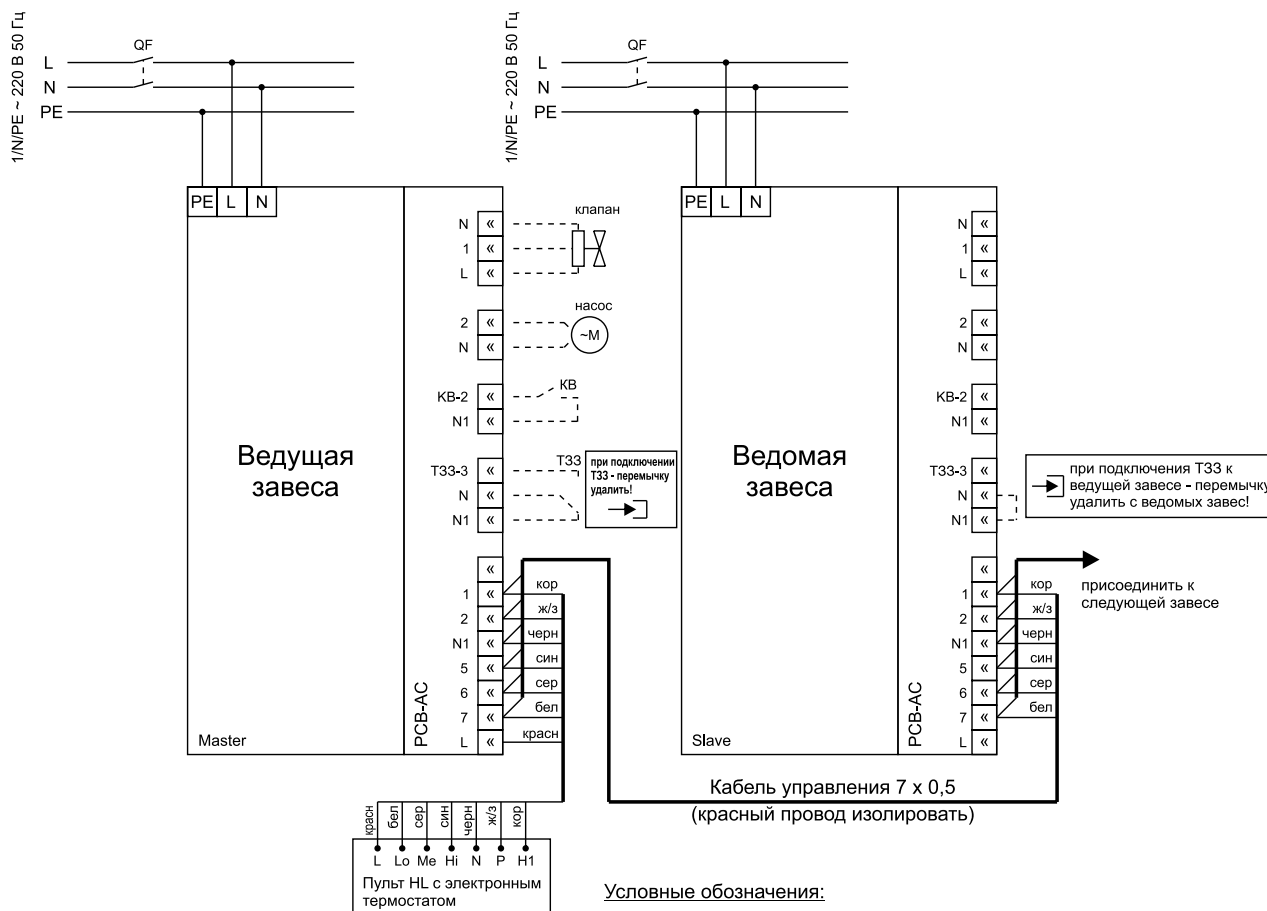 1/N/PE ~ 220 В 50 Гц
QF
L
N
PE
PE L N
Ведущая
завеса
Master
PCB-AC
N «
1 «
L «
клапан
2 «
N «
насос
~М
КВ-2 «
N1 «
КВ
ТЗЗ-3 «
N «
N1 «
ТЗЗ
при подключении
ТЗЗ - перемычку
удалить!
«
1 « кор
2 « ж/з
N1 « черн
5 « син
6 « сер
7 « бел
L « красн
красн бел сер син черн ж/з кор
L Lo Me Hi N P H1
Пульт HL с электронным
термостатом
1/N/PE ~ 220 В 50 Гц
QF
L
N
PE
PE L N
Ведомая
завеса
Slave
PCB-AC
N «
1 «
L «
2 «
N «
КВ-2 «
N1 «
ТЗЗ-3 «
N «
N1 «
при подключения ТЗЗ к
ведущей завесе - перемычку
удалить с ведомых завес!
«
1 « кор
2 « ж/з
N1 « черн
5 « син
6 « сер
7 « бел
L «
присоединить к
следующей завесе
Кабель управления 7 x 0,5
(красный провод изолировать)
Условные обозначения: